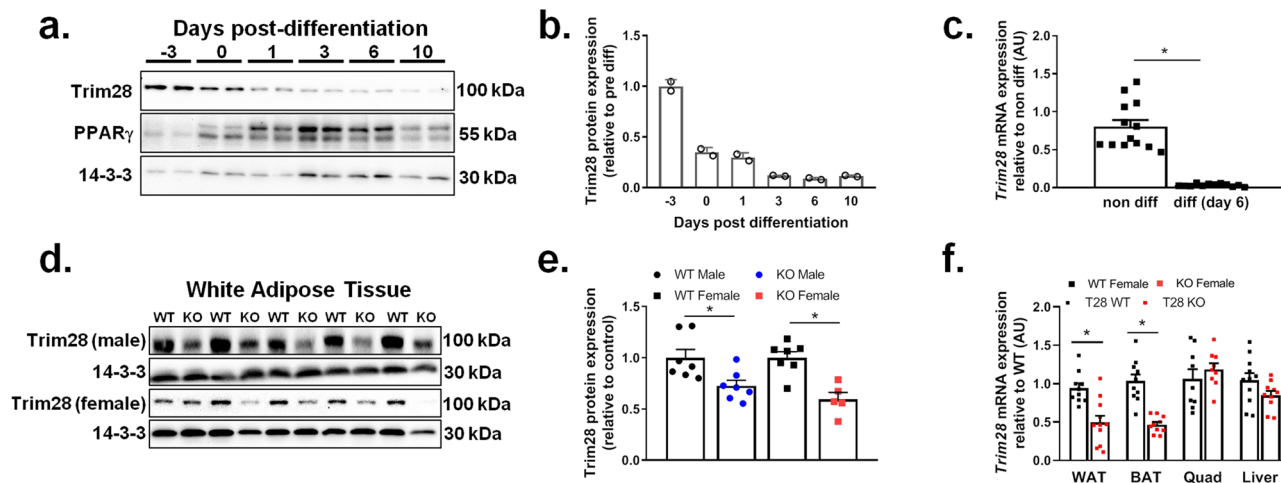 a.
Days post-differentiation
-3 0 1 3 6 10
Trim28
100 kDa
PPARγ
55 kDa
14-3-3
30 kDa
b.
Trim28 protein expression
(relative to pre diff)
1.5
1.0
0.5
0.0
-3 0 1 3 6 10
Days post differentiation
c.
Trim28 mRNA expression
relative to non diff (AU)
2.0
1.5
1.0
0.5
0.0
*
non diff diff (day 6)
d.
White Adipose Tissue
WT KO WT KO WT KO WT KO WT KO
Trim28 (male)
100 kDa
14-3-3
30 kDa
Trim28 (female)
100 kDa
14-3-3
30 kDa
e.
WT Male KO Male
WT Female KO Female
Trim28 protein expression
(relative to control)
1.5
1.0
0.5
0.0
* *
f.
WT Female KO Female
T28 WT T28 KO
Trim28 mRNA expression
relative to WT (AU)
2.0
1.5
1.0
0.5
0.0
* *
WAT BAT Quad Liver